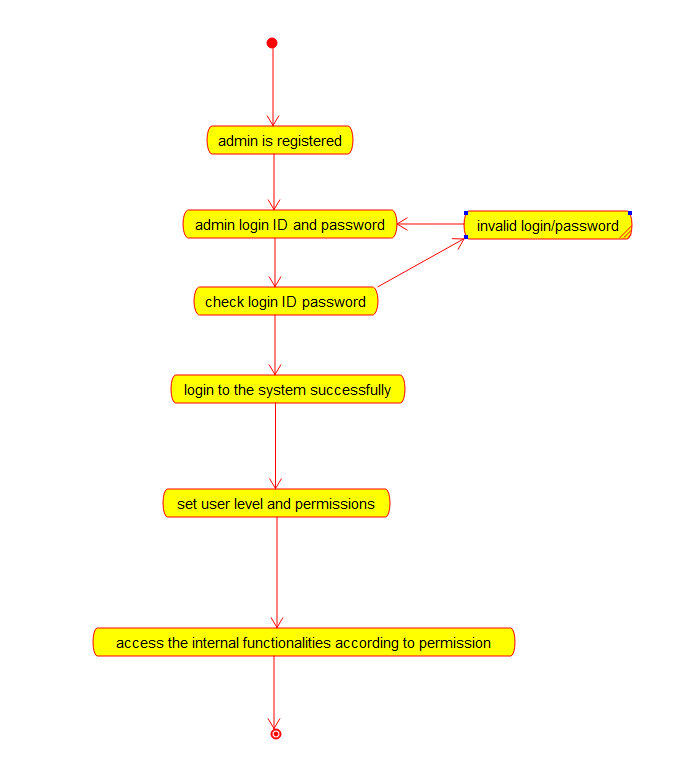 admin is registered
admin login ID and password
invalid login/password
check login ID password
login to the system successfully
set user level and permissions
access the internal functionalities according to permission